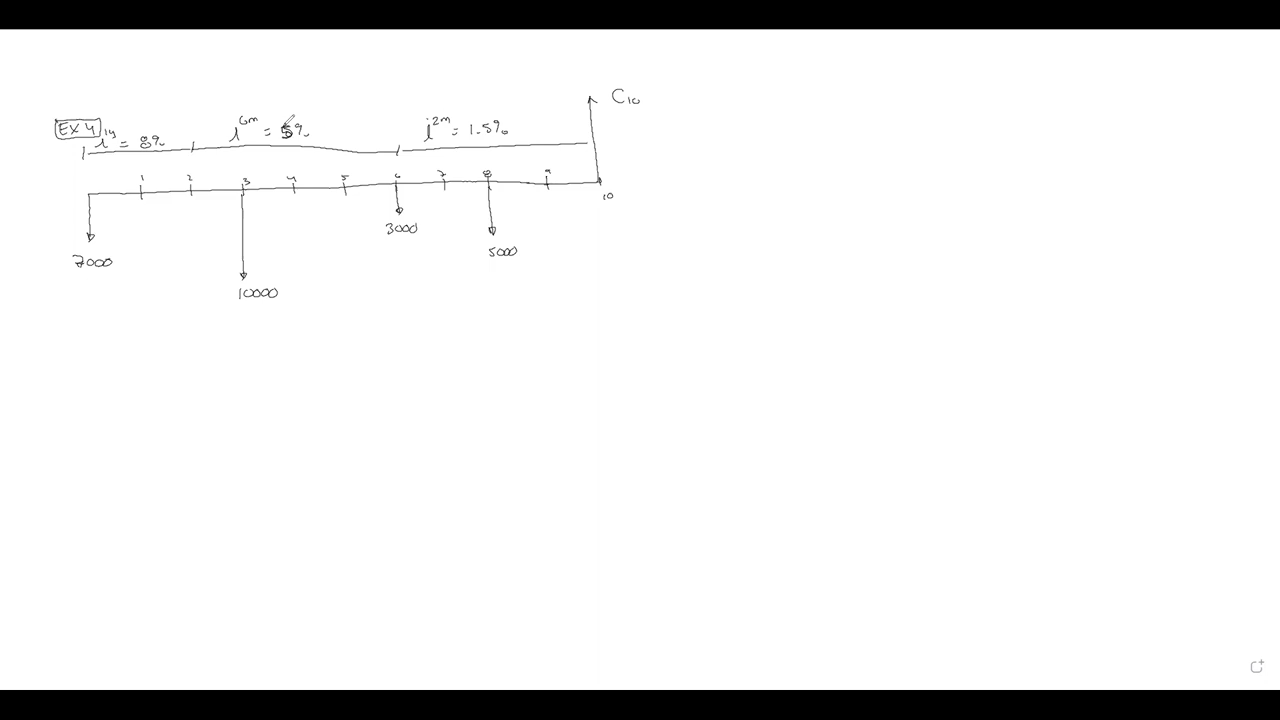 C₁₀
EX 4
i^1y = 8%
i^6m = 5%
i^2m = 1.5%
1 2 3 4 5 6 7 8 9 10
7000
10000
3000
5000